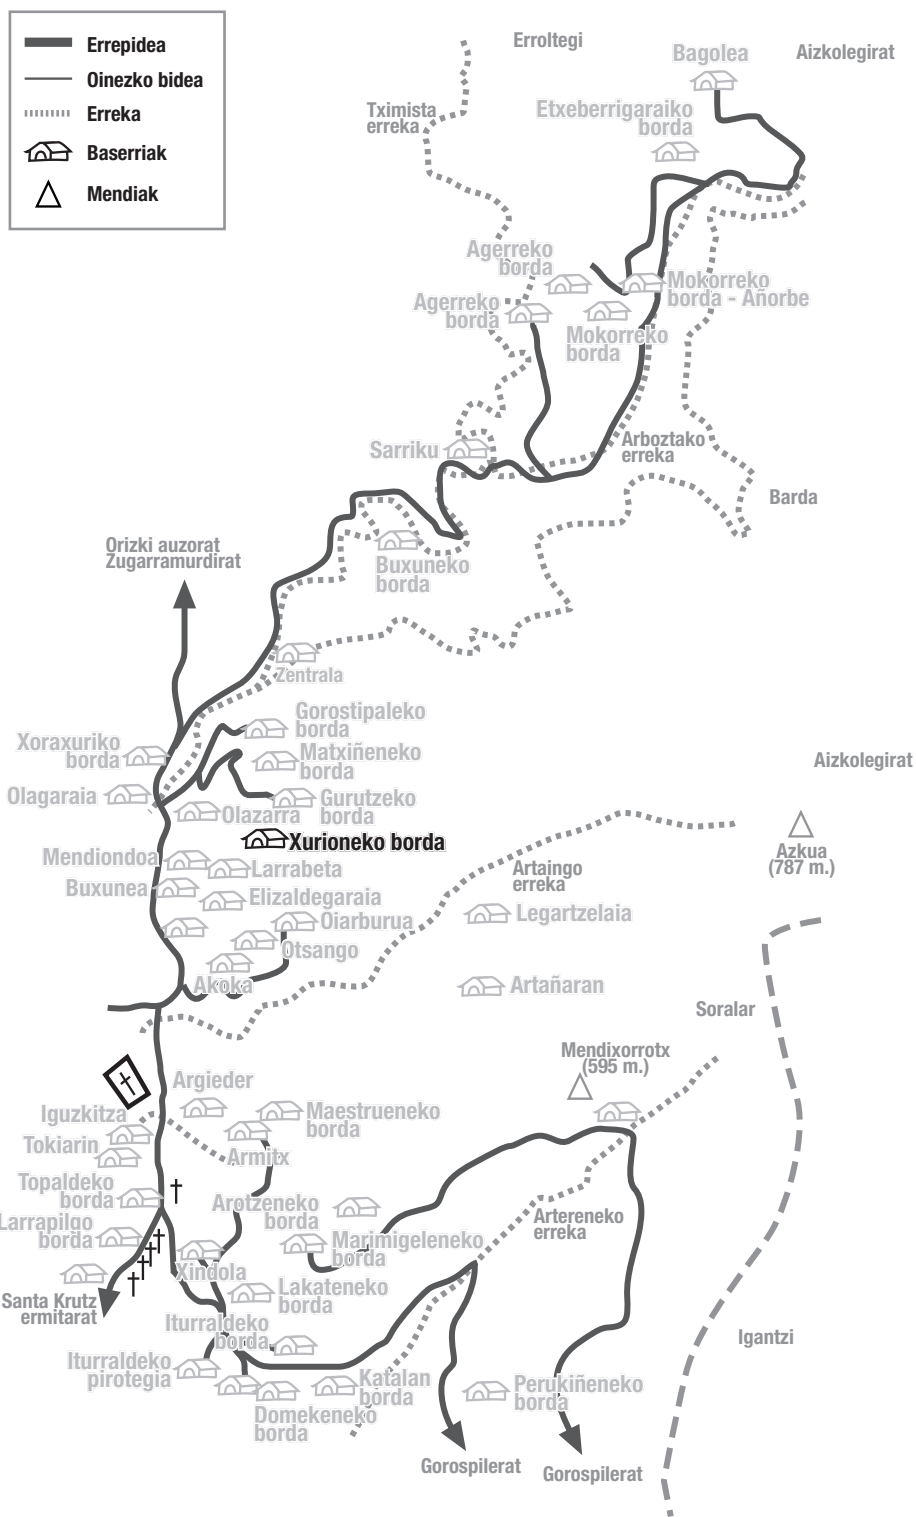 Errepidea
Oinezko bidea
Erreka
Baserriak
Mendiak
Erroltegi
Bagolea
Aizkolegirat
Tximista
erreka
Etxeberrigaraiko
borda
Agerreko
borda
Agerreko
borda
Mokorreko
borda - Añorbe
Mokorreko
borda
Sarriku
Arboztako
erreka
Barda
Orizki auzorat
Zugarramurdirat
Buxuneko
borda
Zentrala
Gorostipaleko
borda
Xoraxuriko
borda
Matxiñeneko
borda
Aizkolegirat
Olagaraia
Gurutzeko
borda
Olazarra
Xurioneko borda
Azkua
(787 m.)
Mendiondoa
Larrabeta
Artaingo
erreka
Buxunea
Elizaldegaraia
Oiarburua
Legartzelaia
Otsango
Akoka
Artañaran
Soralar
Mendixorrotx
(595 m.)
Argieder
Iguzkitza
Maestrueneko
borda
Tokiarin
Armitx
Topaldeko
borda
Arotzeneko
borda
Larrapilgo
borda
Artereneko
erreka
Marimigeleneko
borda
Xindola
Santa Krutz
ermitarat
Lakateneko
borda
Iturraldeko
borda
Igantzi
Iturraldeko
pirotegia
Katalan
borda
Perukiñeneko
borda
Domekeneko
borda
Gorospilerat
Gorospilerat